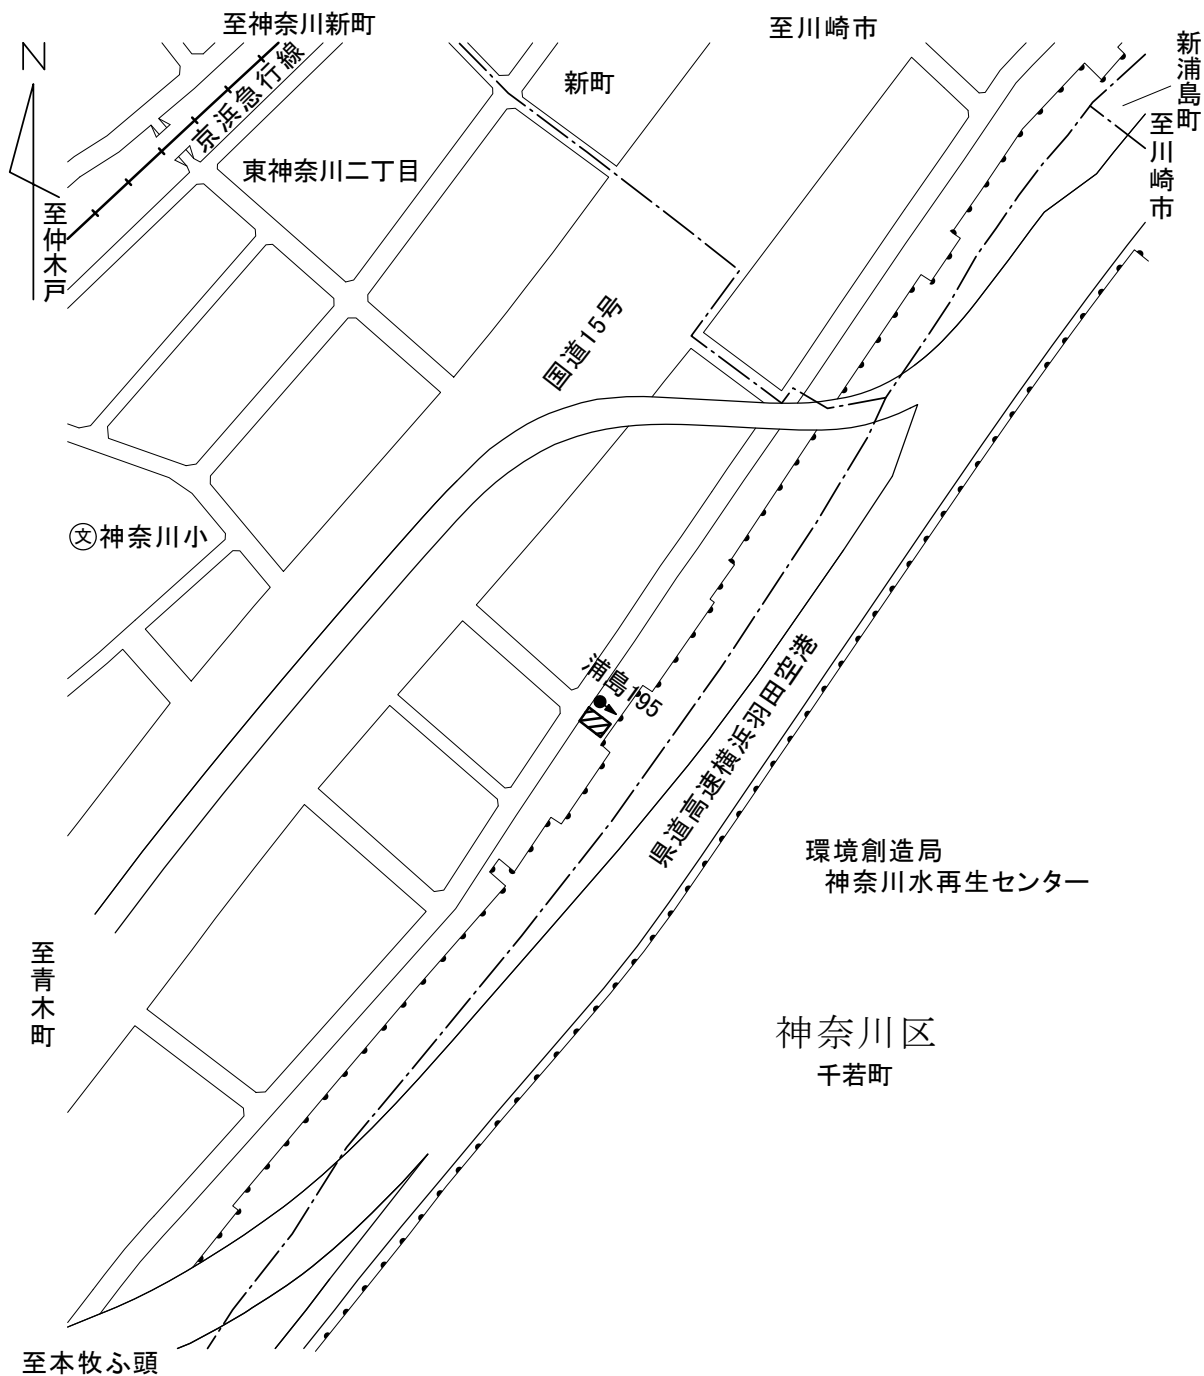 至神奈川新町
至川崎市
N
京浜急行線
新町
新浦島町
至川崎市
東神奈川二丁目
至仲木戸
国道15号
文神奈川小
浦島195
県道高速横浜羽田空港
環境創造局
神奈川水再生センター
至青木町
神奈川区
千若町
至本牧ふ頭